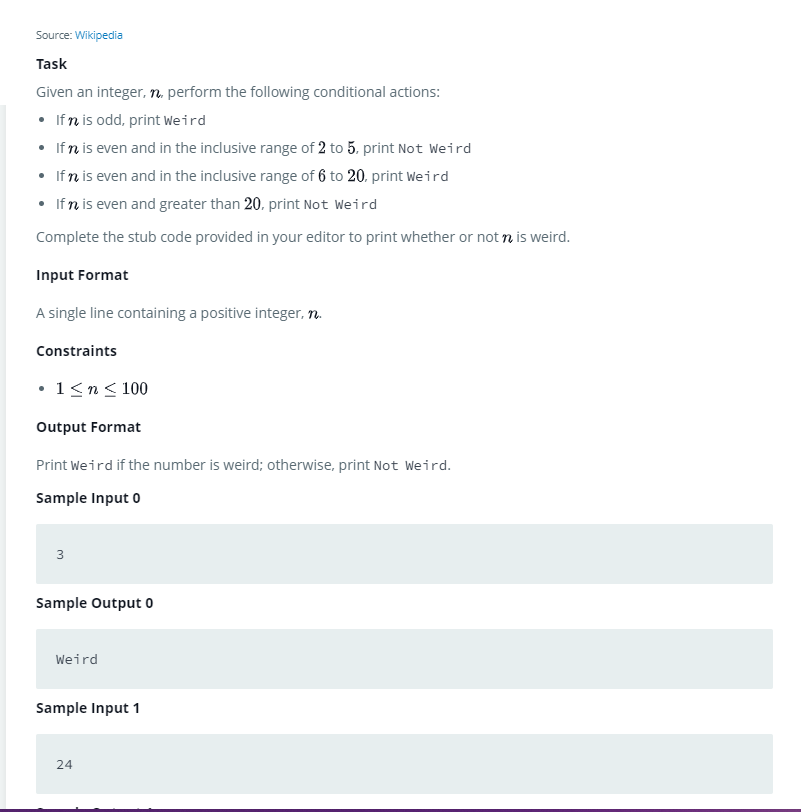 Source: Wikipedia
Task
Given an integer, n, perform the following conditional actions:
• If n is odd, print Weird
• If n is even and in the inclusive range of 2 to 5, print Not Weird
• If n is even and in the inclusive range of 6 to 20, print Weird
• If n is even and greater than 20, print Not Weird
Complete the stub code provided in your editor to print whether or not n is weird.
Input Format
A single line containing a positive integer, n.
Constraints
• 1 ≤ n ≤ 100
Output Format
Print Weird if the number is weird; otherwise, print Not Weird.
Sample Input 0
3
Sample Output 0
Weird
Sample Input 1
24